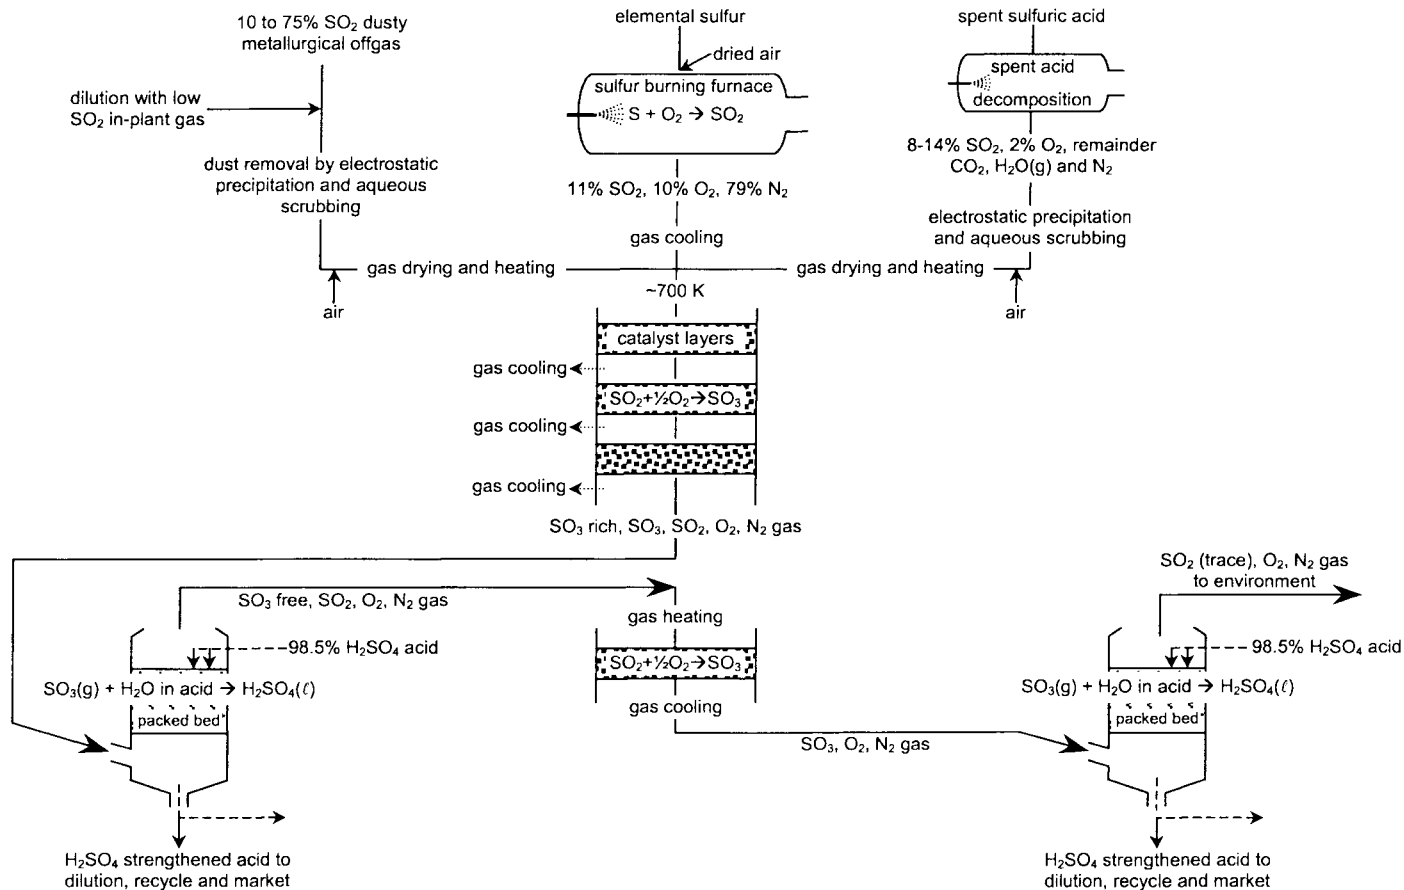 10 to 75% SO₂ dusty
metallurgical offgas
elemental sulfur
spent sulfuric acid
dried air
dilution with low
SO₂ in-plant gas
sulfur burning furnace
S + O₂ → SO₂
spent acid
decomposition
dust removal by electrostatic
precipitation and aqueous
scrubbing
11% SO₂, 10% O₂, 79% N₂
8-14% SO₂, 2% O₂, remainder
CO₂, H₂O(g) and N₂
electrostatic precipitation
and aqueous scrubbing
gas cooling
gas drying and heating
gas drying and heating
~700 K
air
air
catalyst layers
gas cooling
SO₂+½O₂→SO₃
gas cooling
gas cooling
SO₃ rich, SO₃, SO₂, O₂, N₂ gas
SO₃ free, SO₂, O₂, N₂ gas
SO₂ (trace), O₂, N₂ gas
to environment
gas heating
98.5% H₂SO₄ acid
SO₂+½O₂→SO₃
98.5% H₂SO₄ acid
SO₃(g) + H₂O in acid → H₂SO₄(ℓ)
SO₃(g) + H₂O in acid → H₂SO₄(ℓ)
packed bed
gas cooling
packed bed
SO₃, O₂, N₂ gas
H₂SO₄ strengthened acid to
dilution, recycle and market
H₂SO₄ strengthened acid to
dilution, recycle and market